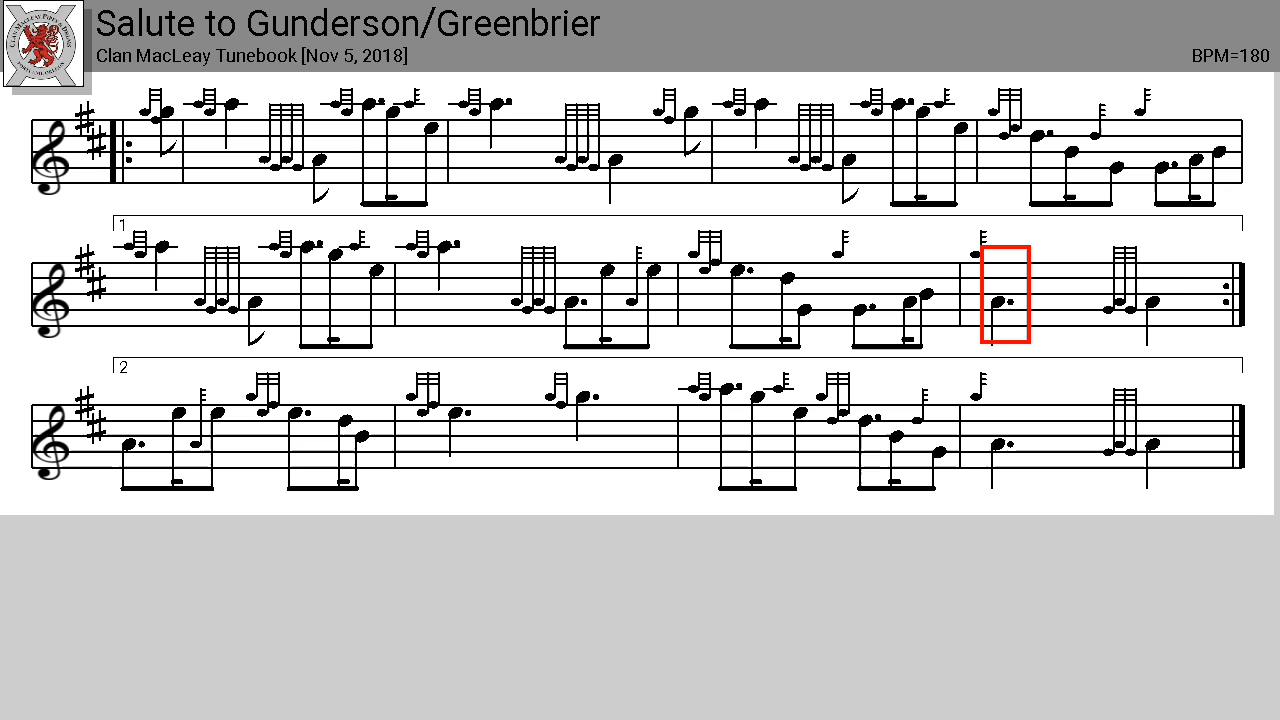 Salute to Gunderson/Greenbrier
Clan MacLeay Tunebook [Nov 5, 2018]
BPM=180
1
2